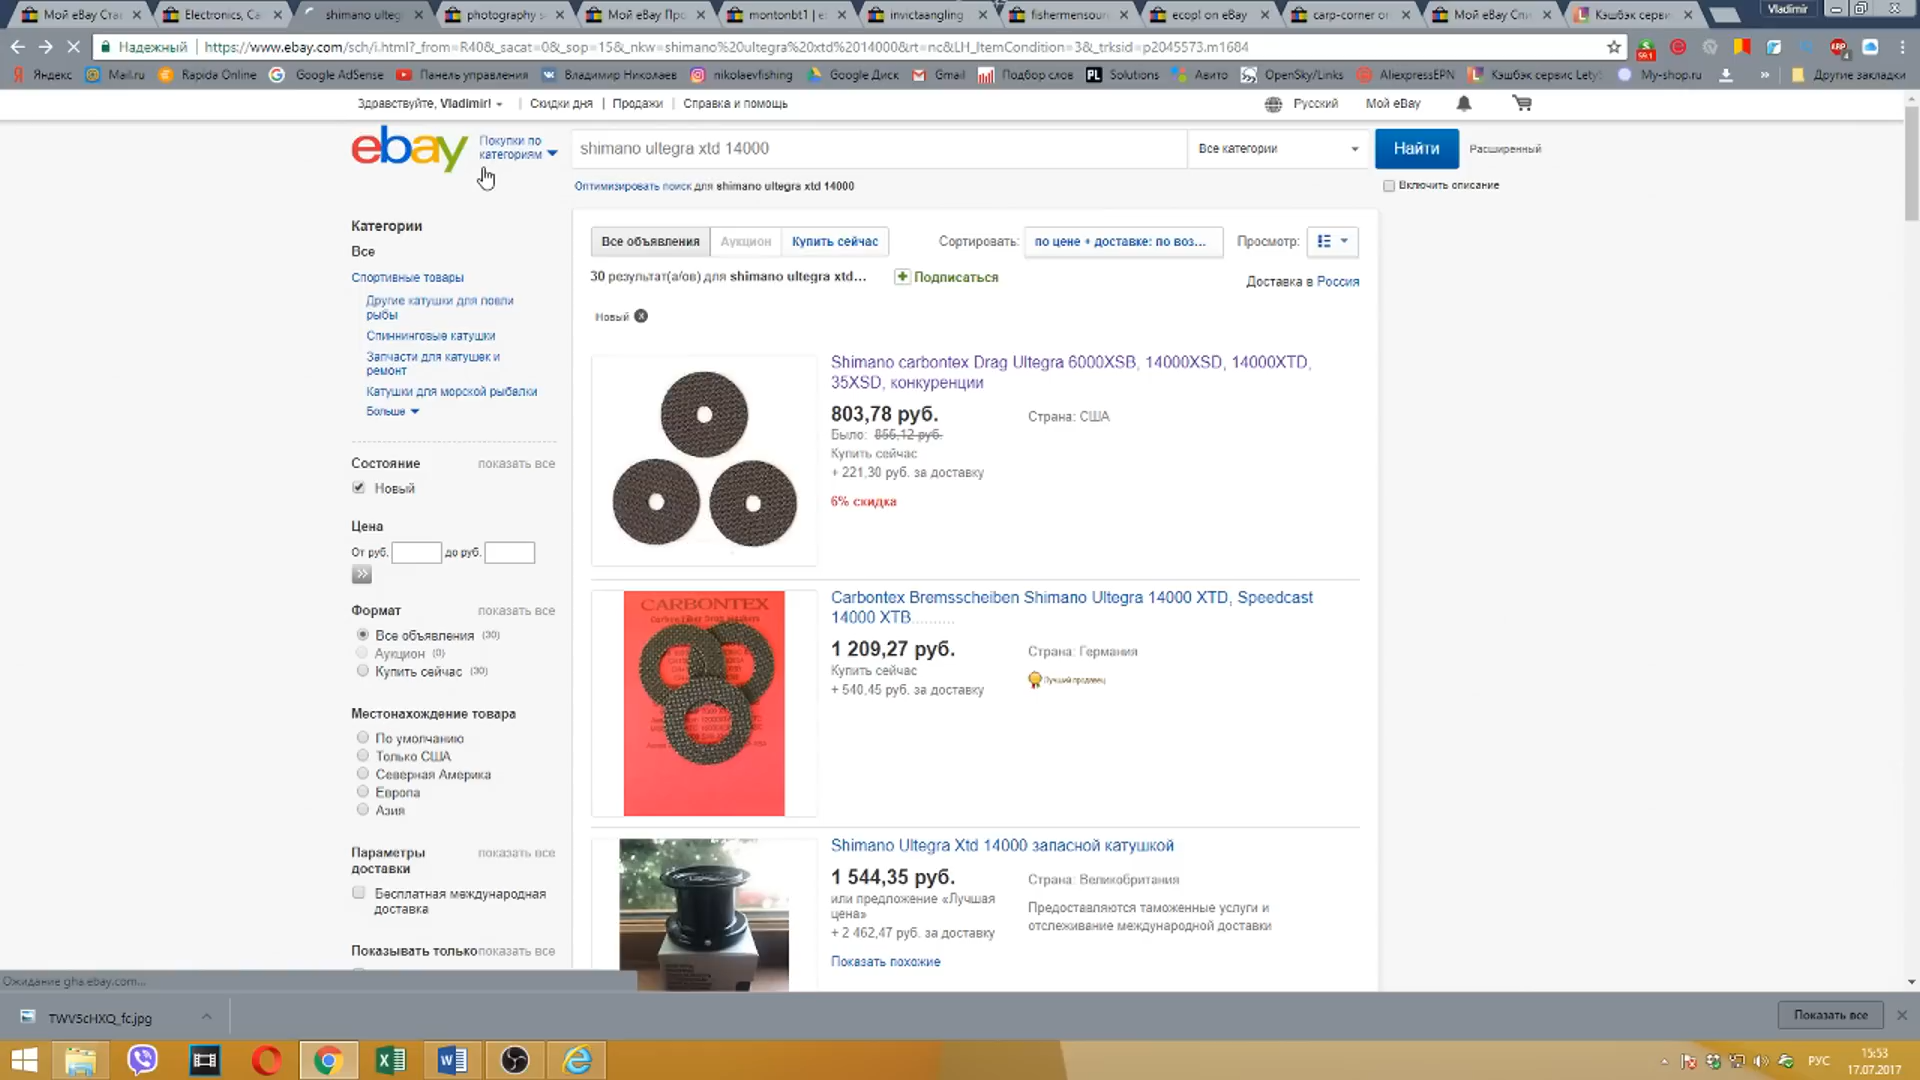 Мой eBay Ста
Electronics, Ca
shimano ulteg
photography s
Мой eBay Про
montonbt1 | e
invictaangling
fishermensour
ecopl on eBay
carp-corner or
Мой eBay Спи
Кэшбэк серви
Vladimir
Надежный
https://www.ebay.com/sch/i.html?_from=R40&_sacat=0&_sop=15&_nkw=shimano%20ultegra%20xtd%2014000&rt=nc&LH_ItemCondition=3&_trksid=p2045573.m1684
Яндекс
Mail.ru
Rapida Online
Google AdSense
Панель управления
Владимир Николаев
nikolaevfishing
Google Диск
Gmail
Подбор слов
PL Solutions
Авито
OpenSky/Links
AliexpressEPN
Кэшбэк сервис Lety
My-shop.ru
»
Другие закладки
Здравствуйте, Vladimir!
Скидки дня
Продажи
Справка и помощь
Русский
Мой eBay
ebay
Покупки по
категориям
shimano ultegra xtd 14000
Все категории
Найти
Расширенный
Оптимизировать поиск для shimano ultegra xtd 14000
Включить описание
Категории
Все
Спортивные товары
Другие катушки для ловли
рыбы
Спиннинговые катушки
Запчасти для катушек и
ремонт
Катушки для морской рыбалки
Больше
Состояние показать все
Новый
Цена
От руб. до руб.
»
Формат показать все
Все объявления (30)
Аукцион (0)
Купить сейчас (30)
Местонахождение товара
По умолчанию
Только США
Северная Америка
Европа
Азия
Параметры показать все
доставки
Бесплатная международная
доставка
Показывать только показать все
Все объявления
Аукцион
Купить сейчас
Сортировать:
по цене + доставке: по воз...
Просмотр:
30 результат(а/ов) для shimano ultegra xtd...
+ Подписаться
Доставка в Россия
Новый
Shimano carbontex Drag Ultegra 6000XSB, 14000XSD, 14000XTD,
35XSD, конкуренции
803,78 руб.
Страна: США
Было: 855,12 руб.
Купить сейчас
+ 221,30 руб. за доставку
6% скидка
CARBONTEX
Carbontex Bremsscheiben Shimano Ultegra 14000 XTD, Speedcast
14000 XTB..........
1 209,27 руб.
Страна: Германия
Купить сейчас
Лучший продавец
+ 540,45 руб. за доставку
Shimano Ultegra Xtd 14000 запасной катушкой
1 544,35 руб.
Страна: Великобритания
или предложение «Лучшая
цена»
Предоставляются таможенные услуги и
отслеживание международной доставки
+ 2 462,47 руб. за доставку
Показать похожие
Ожидание gha.ebay.com...
TWV5cHXQ_fc.jpg
Показать все
РУС
15:53
17.07.2017